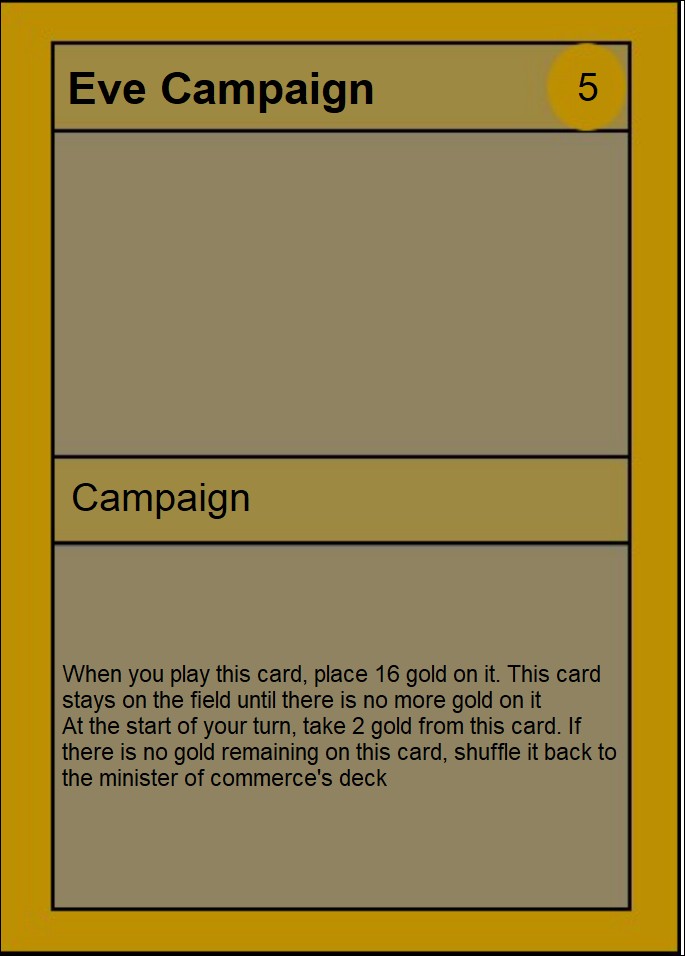 Eve Campaign
5
Campaign
When you play this card, place 16 gold on it. This card
stays on the field until there is no more gold on it
At the start of your turn, take 2 gold from this card. If
there is no gold remaining on this card, shuffle it back to
the minister of commerce's deck